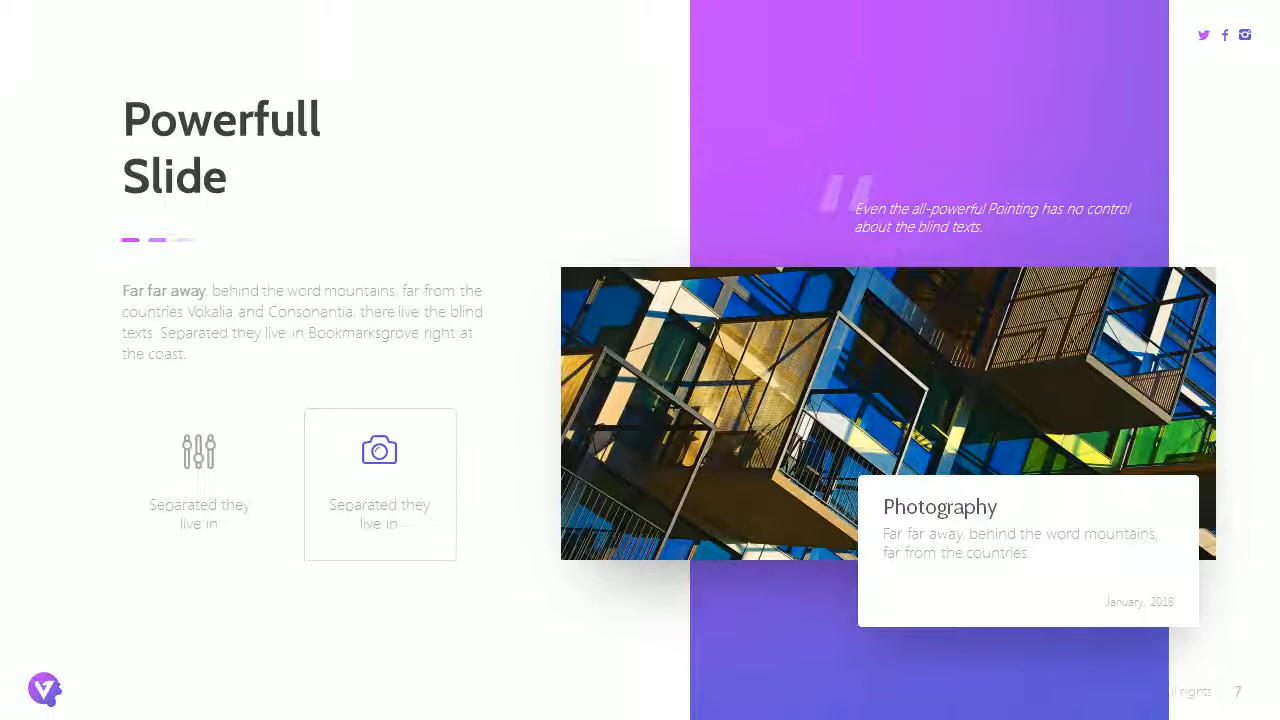 Powerfull
Slide
Even the all-powerful Pointing has no control
about the blind texts.
Far far away, behind the word mountains, far from the
countries Vokalia and Consonantia, there live the blind
texts. Separated they live in Bookmarksgrove right at
the coast.
Separated they
live in
Separated they
live in
Photography
Far far away, behind the word mountains,
far from the countries.
January, 2018
rights
7